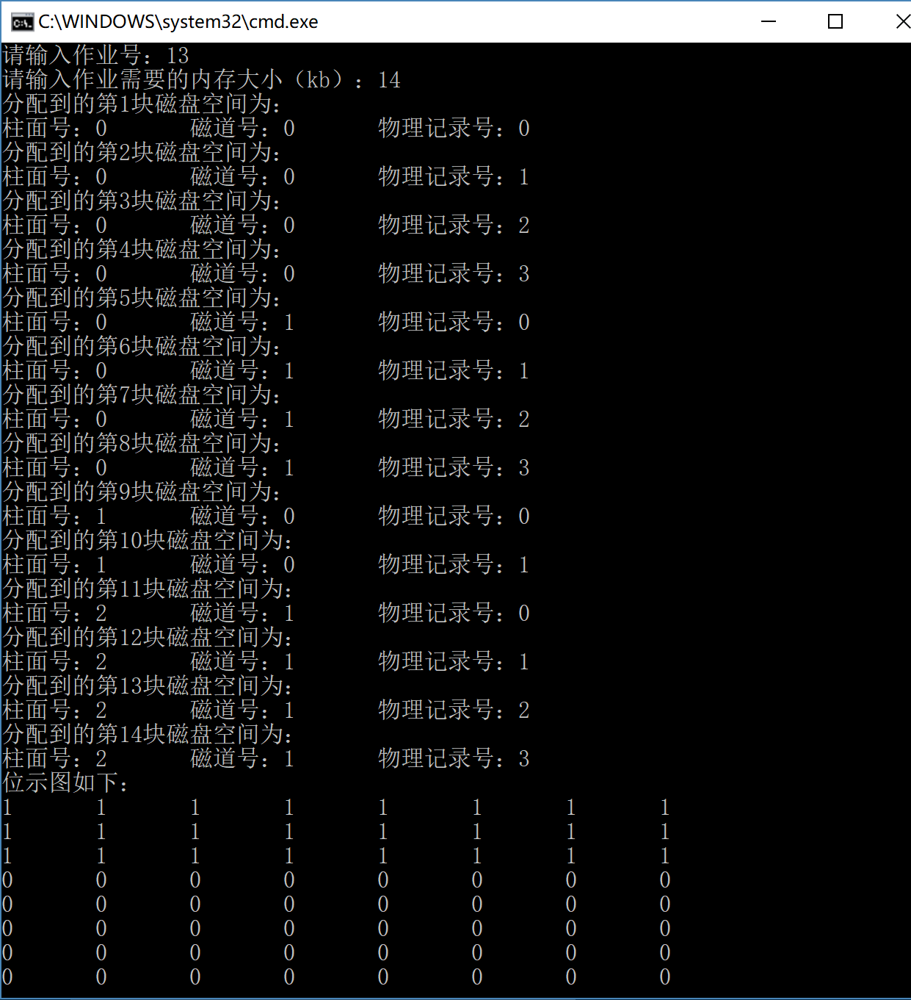 C:\WINDOWS\system32\cmd.exe
请输入作业号：13
请输入作业需要的内存大小（kb）：14
分配到的第1块磁盘空间为：
柱面号：0 磁道号：0 物理记录号：0
分配到的第2块磁盘空间为：
柱面号：0 磁道号：0 物理记录号：1
分配到的第3块磁盘空间为：
柱面号：0 磁道号：0 物理记录号：2
分配到的第4块磁盘空间为：
柱面号：0 磁道号：0 物理记录号：3
分配到的第5块磁盘空间为：
柱面号：0 磁道号：1 物理记录号：0
分配到的第6块磁盘空间为：
柱面号：0 磁道号：1 物理记录号：1
分配到的第7块磁盘空间为：
柱面号：0 磁道号：1 物理记录号：2
分配到的第8块磁盘空间为：
柱面号：0 磁道号：1 物理记录号：3
分配到的第9块磁盘空间为：
柱面号：1 磁道号：0 物理记录号：0
分配到的第10块磁盘空间为：
柱面号：1 磁道号：0 物理记录号：1
分配到的第11块磁盘空间为：
柱面号：2 磁道号：1 物理记录号：0
分配到的第12块磁盘空间为：
柱面号：2 磁道号：1 物理记录号：1
分配到的第13块磁盘空间为：
柱面号：2 磁道号：1 物理记录号：2
分配到的第14块磁盘空间为：
柱面号：2 磁道号：1 物理记录号：3
位示图如下：
1 1 1 1 1 1 1 1
1 1 1 1 1 1 1 1
1 1 1 1 1 1 1 1
0 0 0 0 0 0 0 0
0 0 0 0 0 0 0 0
0 0 0 0 0 0 0 0
0 0 0 0 0 0 0 0
0 0 0 0 0 0 0 0